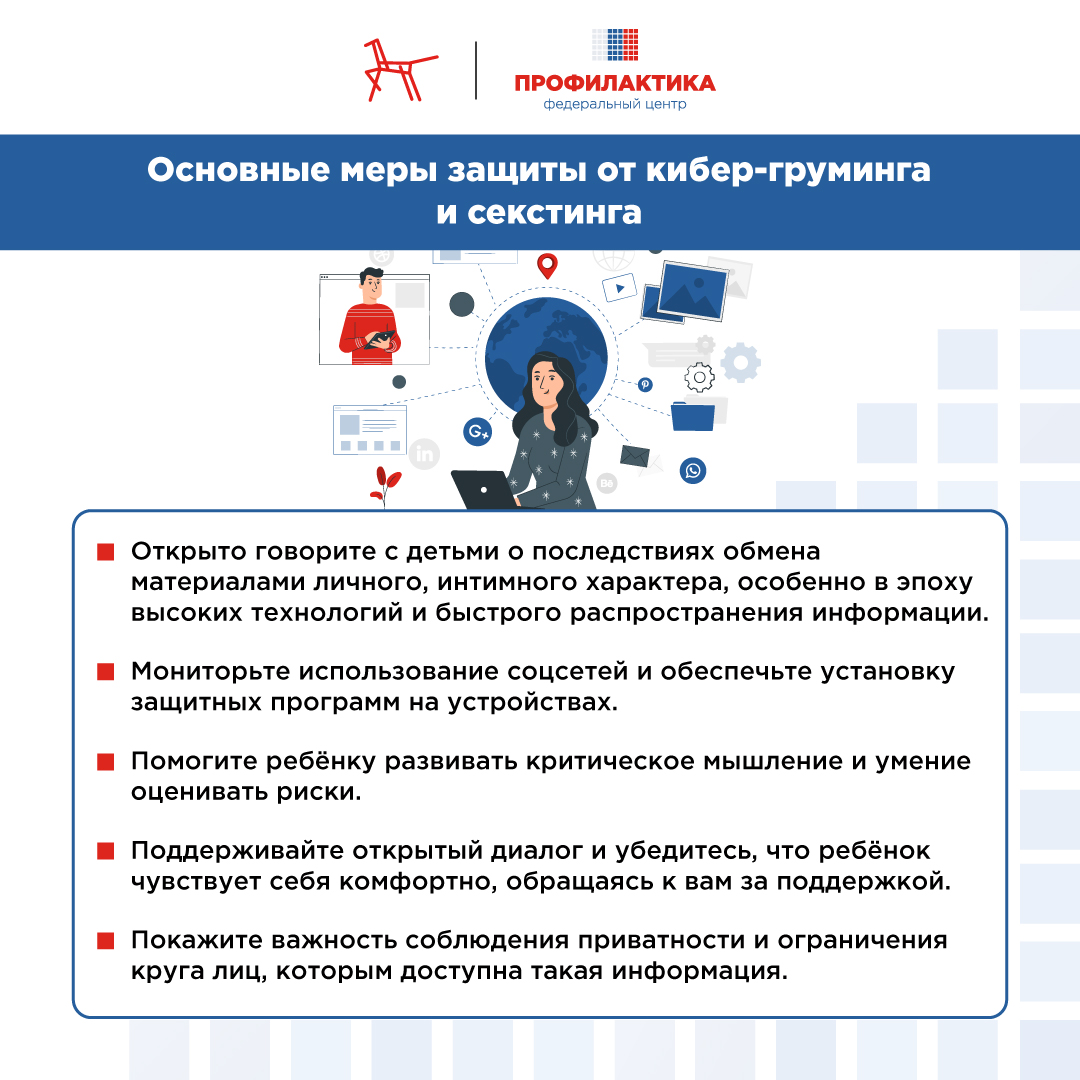 ПРОФИЛАКТИКА
федеральный центр
Основные меры защиты от кибер-груминга
и секстинга
G+
in
Bē
Открыто говорите с детьми о последствиях обмена
материалами личного, интимного характера, особенно в эпоху
высоких технологий и быстрого распространения информации.
Мониторьте использование соцсетей и обеспечьте установку
защитных программ на устройствах.
Помогите ребёнку развивать критическое мышление и умение
оценивать риски.
Поддерживайте открытый диалог и убедитесь, что ребёнок
чувствует себя комфортно, обращаясь к вам за поддержкой.
Покажите важность соблюдения приватности и ограничения
круга лиц, которым доступна такая информация.